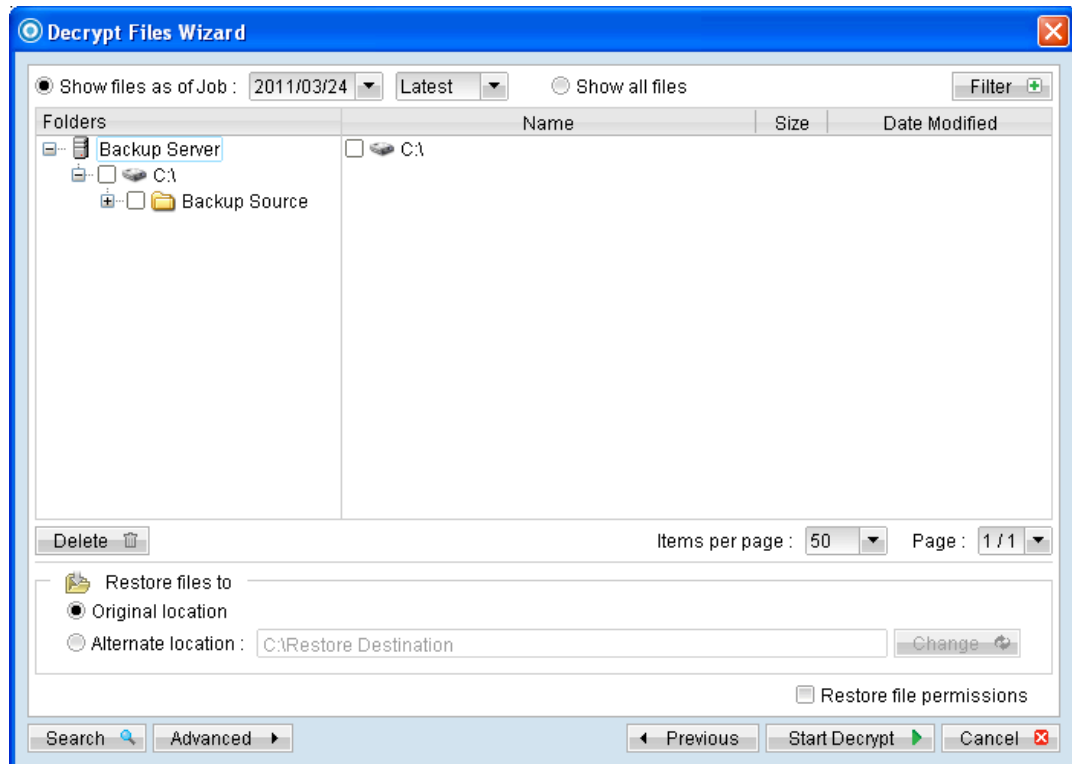 Decrypt Files Wizard
Show files as of Job : 2011/03/24 Latest Show all files Filter
Folders Name Size Date Modified
Backup Server C:\
C:\
Backup Source
Delete Items per page : 50 Page : 1 / 1
Restore files to
Original location
Alternate location : C:\Restore Destination Change
Restore file permissions
Search Advanced Previous Start Decrypt Cancel